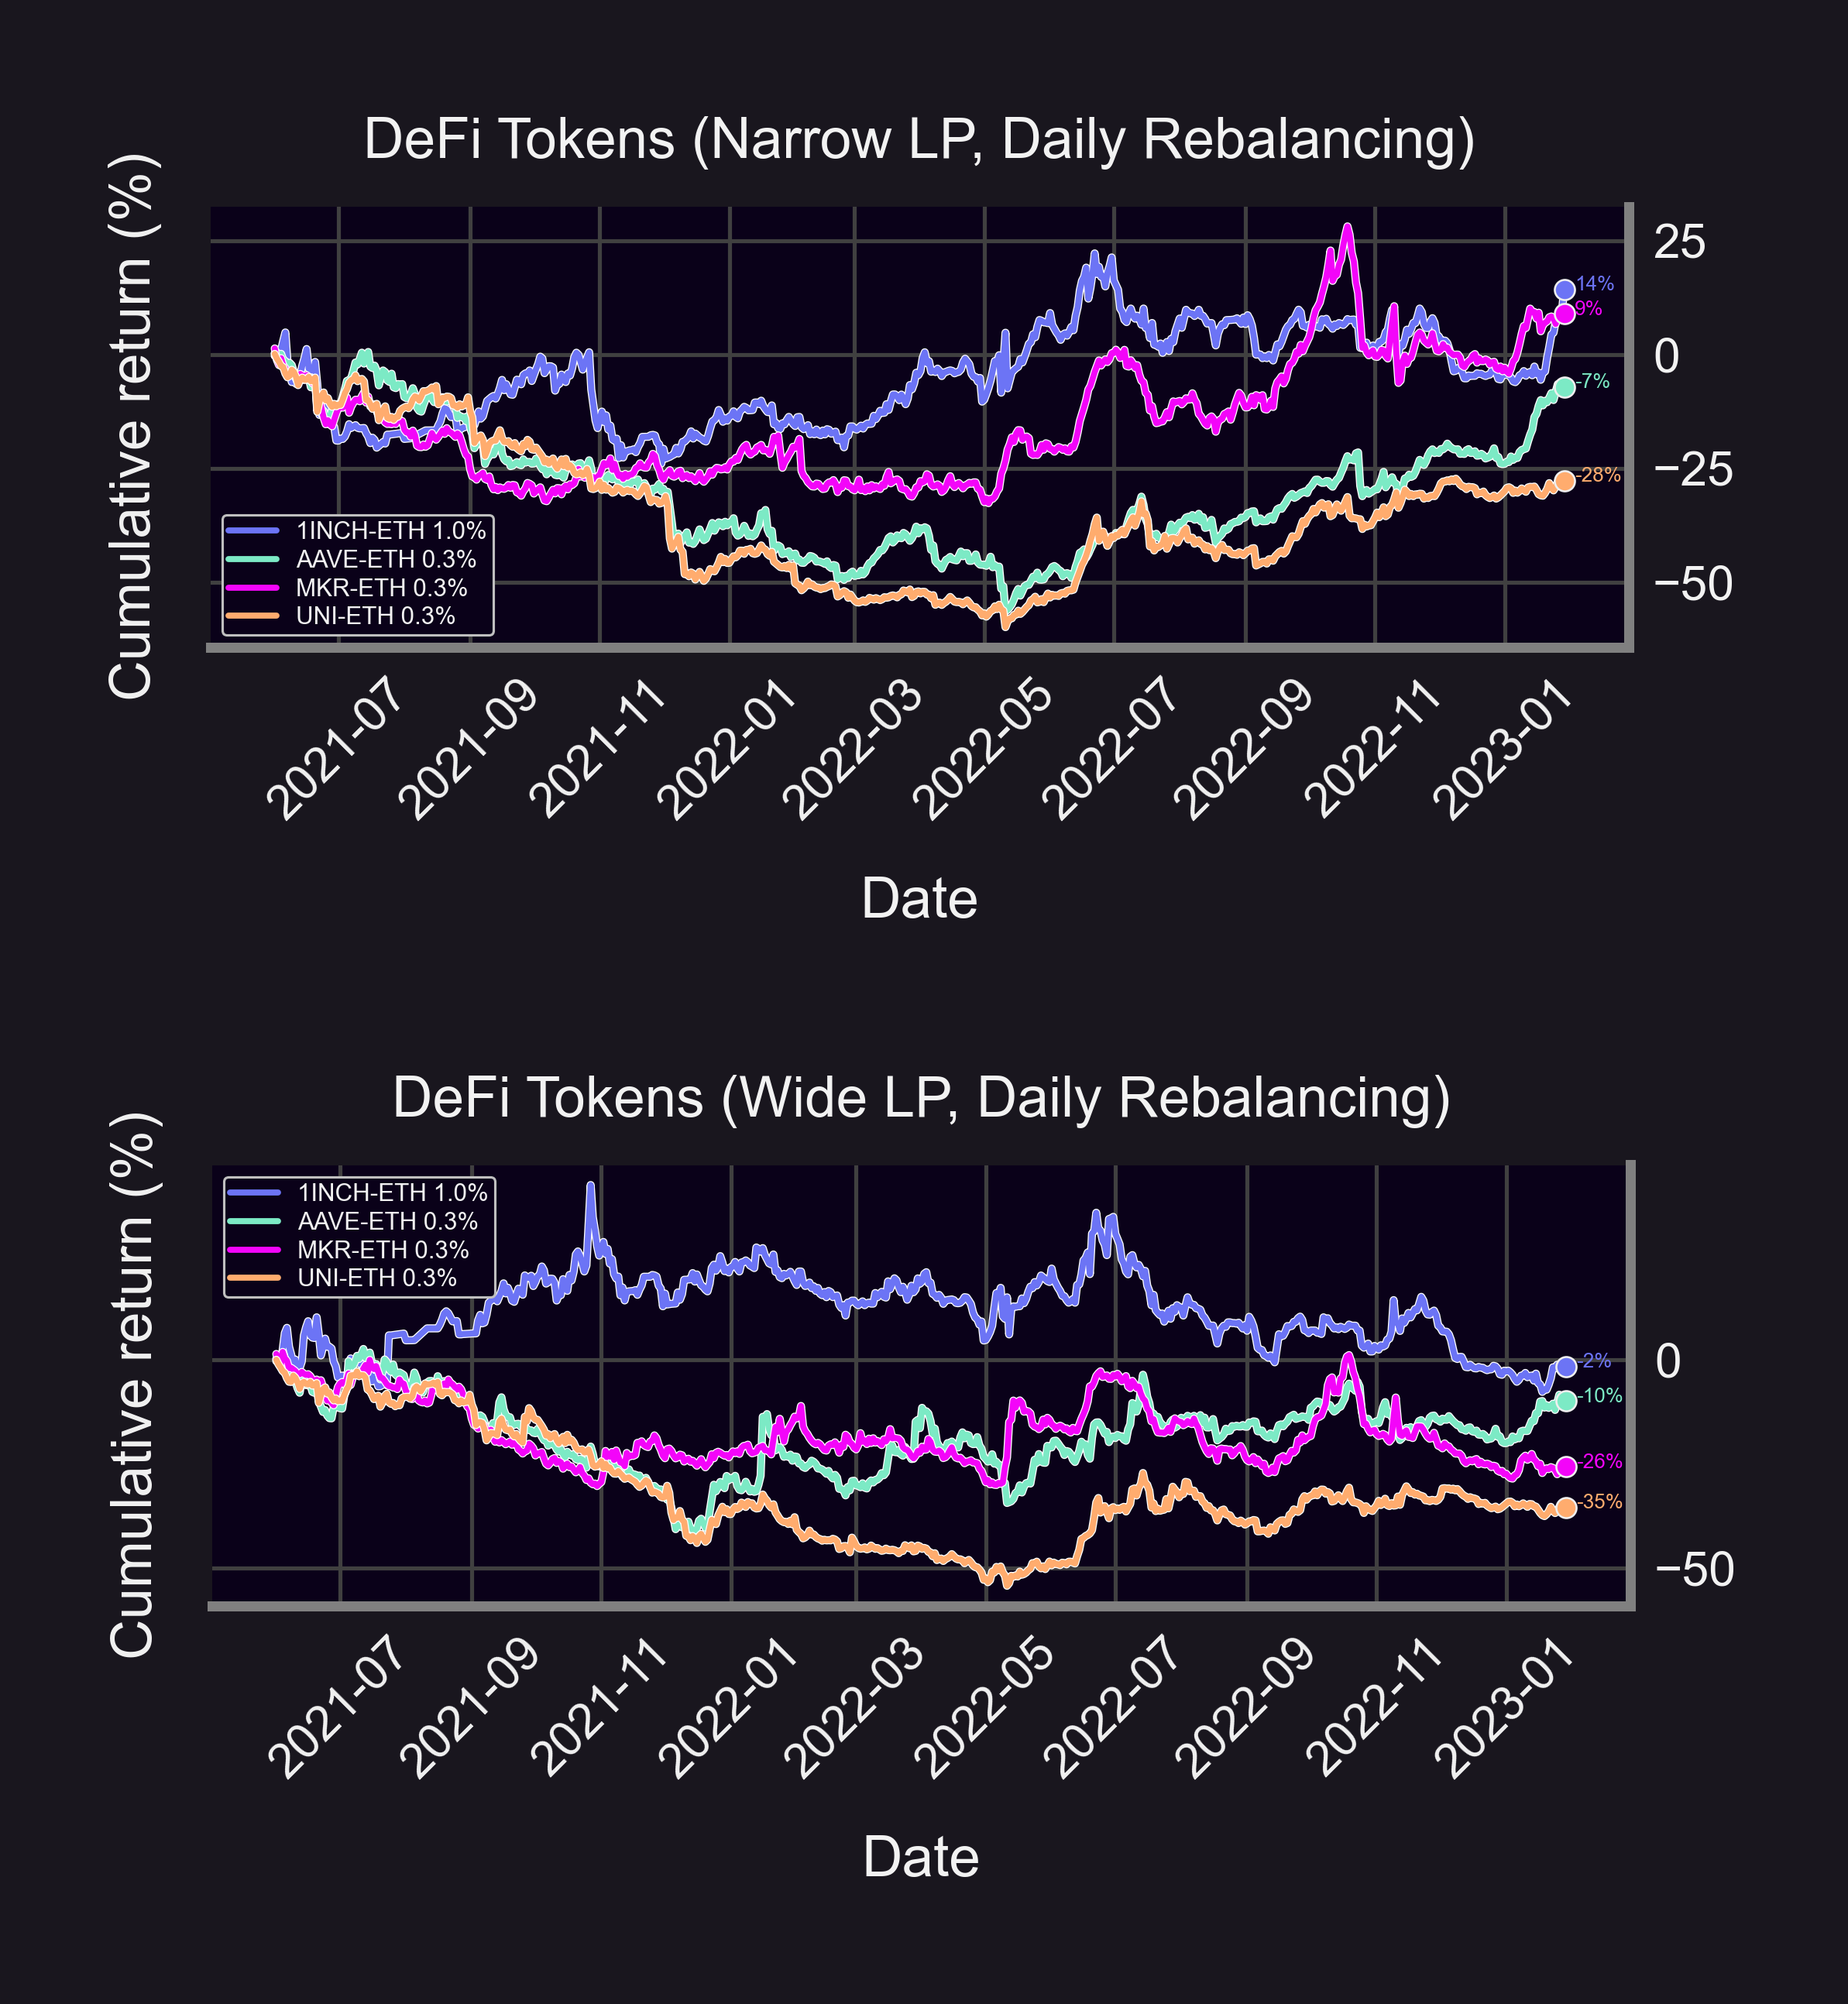 DeFi Tokens (Narrow LP, Daily Rebalancing)
Cumulative return (%)
25
0
−25
−50
14%
9%
-7%
-28%
1INCH-ETH 1.0%
AAVE-ETH 0.3%
MKR-ETH 0.3%
UNI-ETH 0.3%
2021-07
2021-09
2021-11
2022-01
2022-03
2022-05
2022-07
2022-09
2022-11
2023-01
Date
DeFi Tokens (Wide LP, Daily Rebalancing)
Cumulative return (%)
1INCH-ETH 1.0%
AAVE-ETH 0.3%
MKR-ETH 0.3%
UNI-ETH 0.3%
0
−50
-2%
-10%
-26%
-35%
2021-07
2021-09
2021-11
2022-01
2022-03
2022-05
2022-07
2022-09
2022-11
2023-01
Date